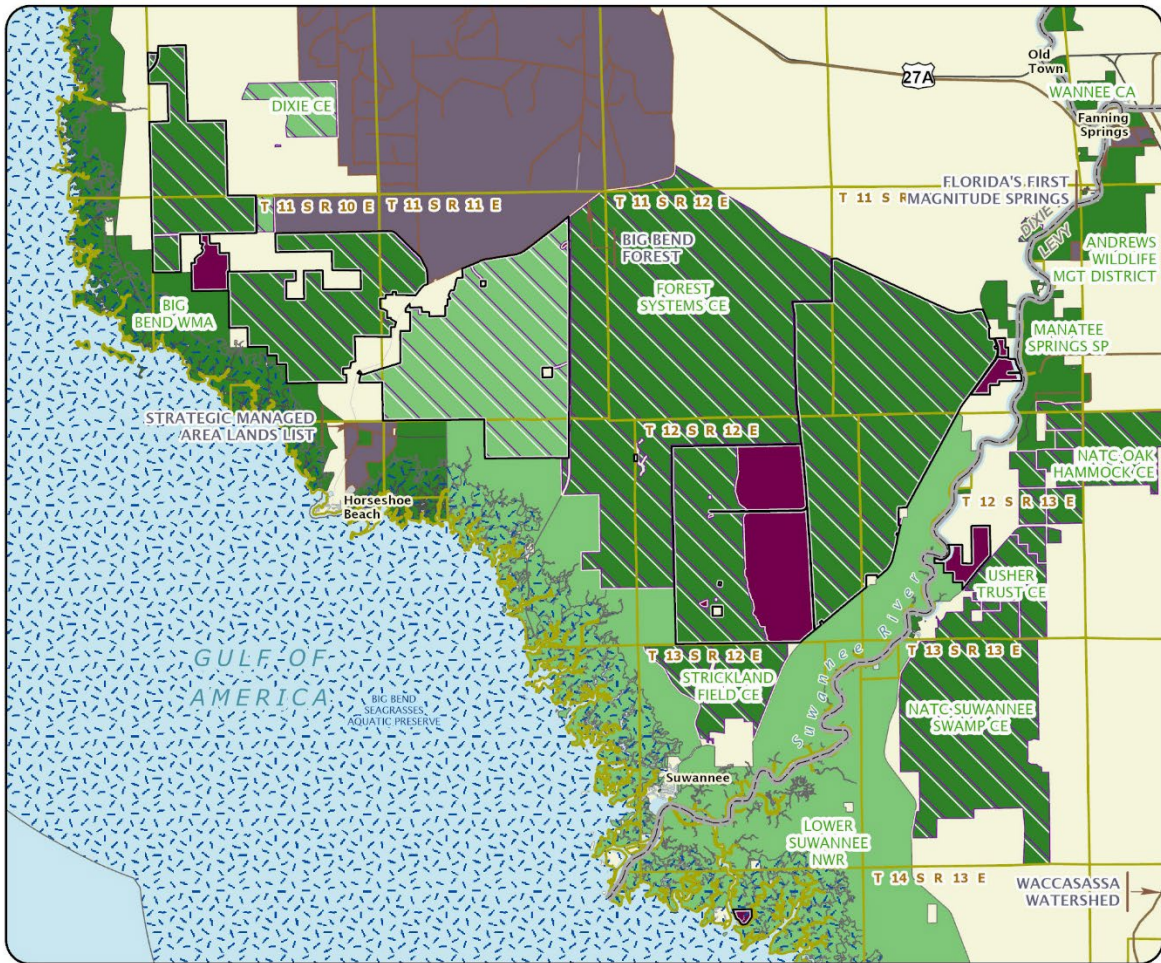 Old
Town
27A
WANNEE CA
Fanning
Springs
DIXIE CE
FLORIDA'S FIRST
MAGNITUDE SPRINGS
T 11 S R 10 E
T 11 S R 11 E
T 11 S R 12 E
T 11 S R
DIXIE
LEVY
BIG BEND
FOREST
ANDREWS
WILDLIFE
MGT DISTRICT
FOREST
SYSTEMS CE
BIG
BEND WMA
MANATEE
SPRINGS SP
STRATEGIC MANAGED
AREA LANDS LIST
T 12 S R 12 E
NATC OAK
HAMMOCK CE
Horseshoe
Beach
T 12 S R 13 E
USHER
TRUST CE
Suwannee River
GULF OF
AMERICA
T 13 S R 12 E
T 13 S R 13 E
STRICKLAND
FIELD CE
BIG BEND
SEAGRASSES
AQUATIC PRESERVE
NATC SUWANNEE
SWAMP CE
Suwannee
LOWER
SUWANNEE
NWR
T 14 S R 13 E
WACCASASSA
WATERSHED